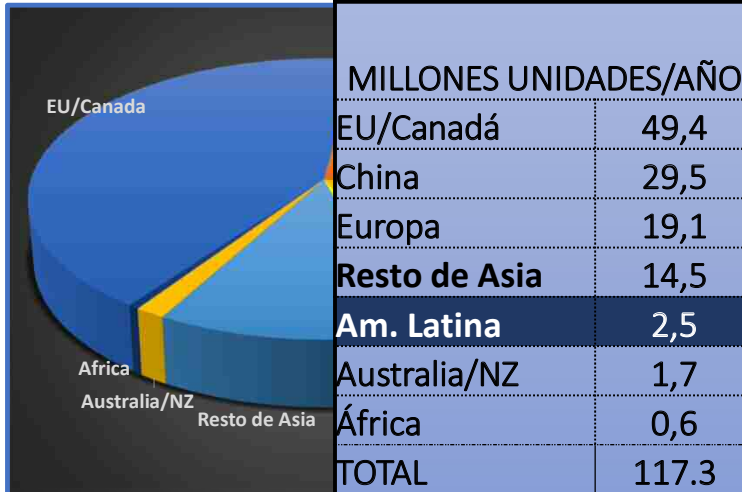 EU/Canada
Africa
Australia/NZ
Resto de Asia
MILLONES UNIDADES/AÑO
EU/Canadá 49,4
China 29,5
Europa 19,1
Resto de Asia 14,5
Am. Latina 2,5
Australia/NZ 1,7
África 0,6
TOTAL 117.3